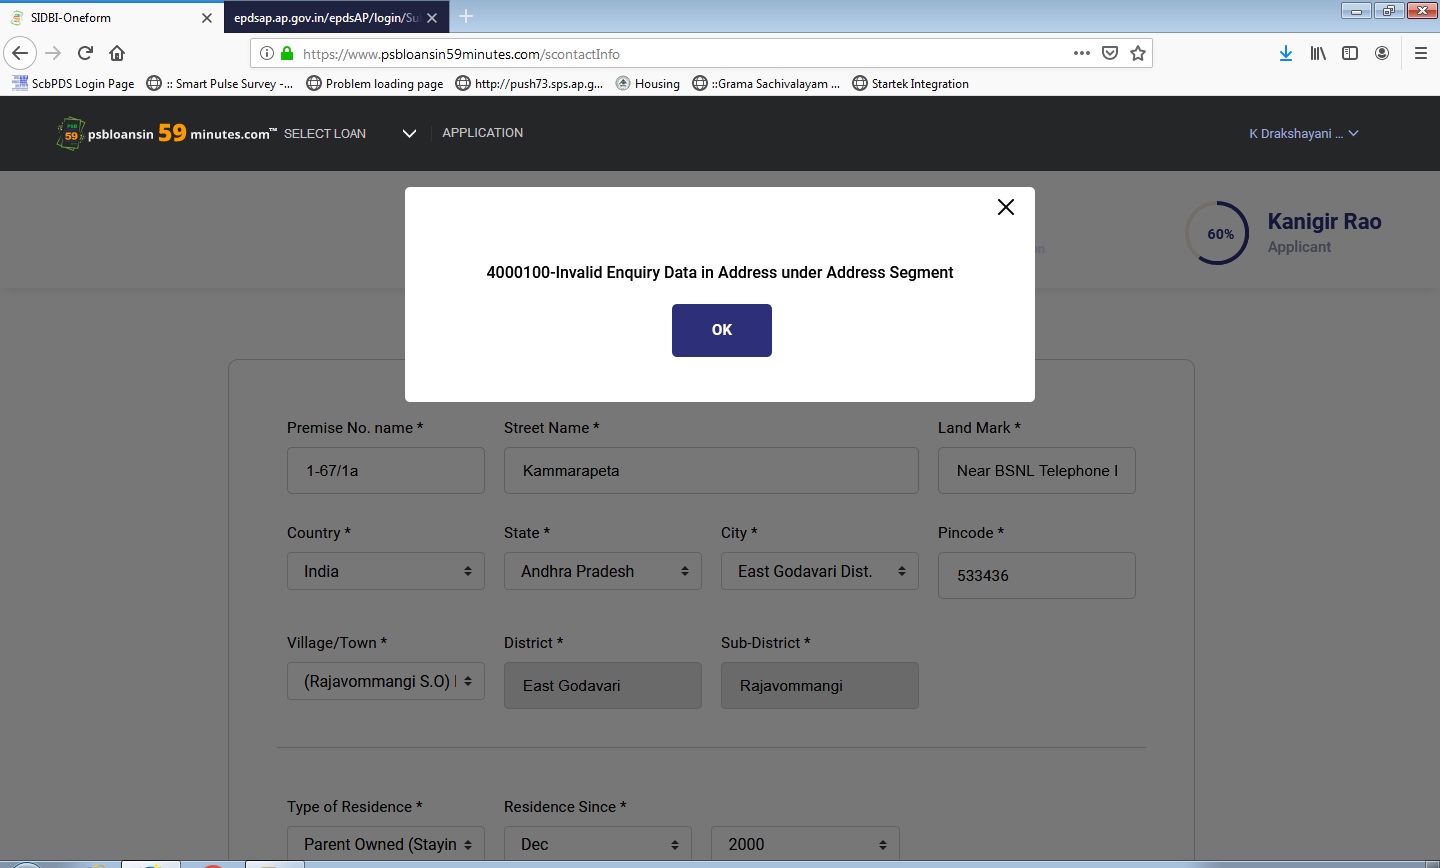 SIDBI-Oneform
epdsap.ap.gov.in/epdsAP/login/Su
https://www.psbloansin59minutes.com/scontactInfo
ScbPDS Login Page
:: Smart Pulse Survey -...
Problem loading page
http://push73.sps.ap.g...
Housing
::Grama Sachivalayam ...
Startek Integration
PSB 59 psbloansin 59 minutes.com™
SELECT LOAN
APPLICATION
K Drakshayani ...
60%
Kanigir Rao
Applicant
4000100-Invalid Enquiry Data in Address under Address Segment
OK
Premise No. name *
Street Name *
Land Mark *
1-67/1a
Kammarapeta
Near BSNL Telephone
Country *
State *
City *
Pincode *
India
Andhra Pradesh
East Godavari Dist.
533436
Village/Town *
District *
Sub-District *
(Rajavommangi S.O)
East Godavari
Rajavommangi
Type of Residence *
Residence Since *
Parent Owned (Stayin
Dec
2000